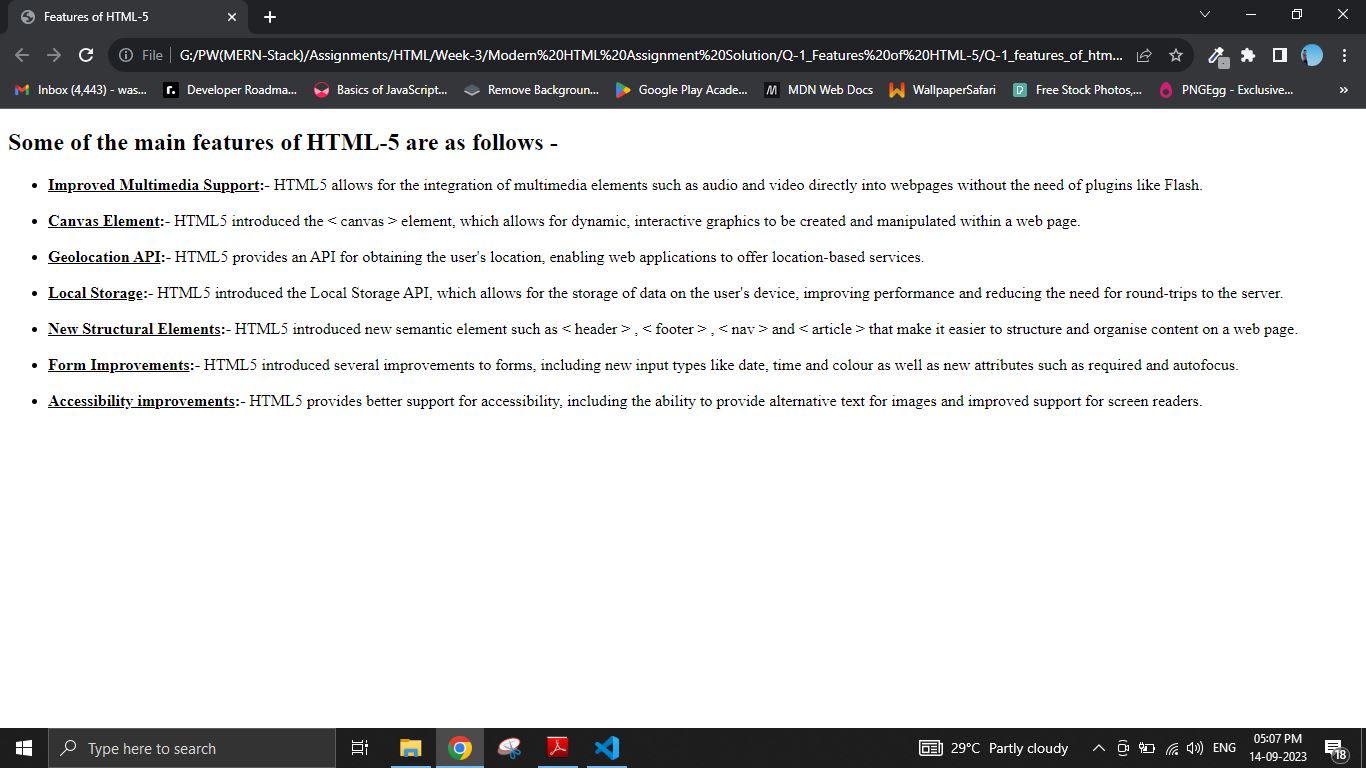 Features of HTML-5
File
G:/PW(MERN-Stack)/Assignments/HTML/Week-3/Modern%20HTML%20Assignment%20Solution/Q-1_Features%20of%20HTML-5/Q-1_features_of_htm...
Inbox (4,443) - was... Developer Roadma... Basics of JavaScript... Remove Backgroun... Google Play Acade... MDN Web Docs WallpaperSafari Free Stock Photos,... PNGEgg - Exclusive... »
Some of the main features of HTML-5 are as follows -
• Improved Multimedia Support:- HTML5 allows for the integration of multimedia elements such as audio and video directly into webpages without the need of plugins like Flash.
• Canvas Element:- HTML5 introduced the < canvas > element, which allows for dynamic, interactive graphics to be created and manipulated within a web page.
• Geolocation API:- HTML5 provides an API for obtaining the user's location, enabling web applications to offer location-based services.
• Local Storage:- HTML5 introduced the Local Storage API, which allows for the storage of data on the user's device, improving performance and reducing the need for round-trips to the server.
• New Structural Elements:- HTML5 introduced new semantic element such as < header > , < footer > , < nav > and < article > that make it easier to structure and organise content on a web page.
• Form Improvements:- HTML5 introduced several improvements to forms, including new input types like date, time and colour as well as new attributes such as required and autofocus.
• Accessibility improvements:- HTML5 provides better support for accessibility, including the ability to provide alternative text for images and improved support for screen readers.
Type here to search
29°C Partly cloudy
ENG
05:07 PM
14-09-2023
18